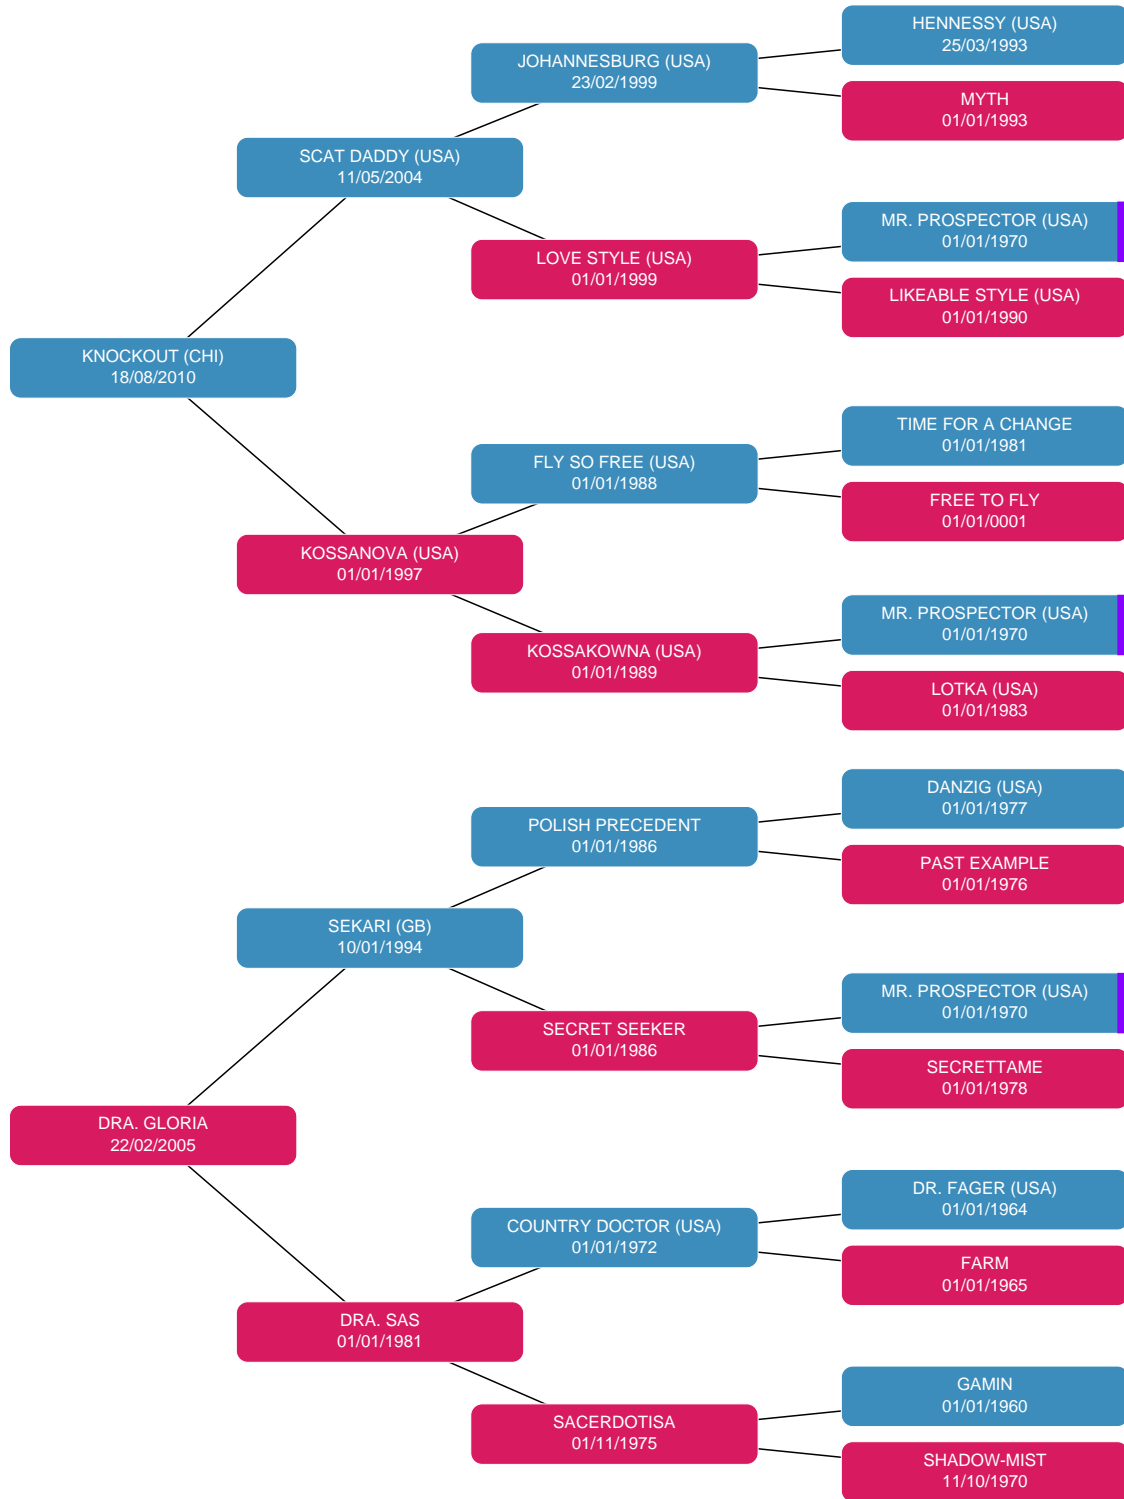 HENNESSY (USA)
25/03/1993
JOHANNESBURG (USA)
23/02/1999
MYTH
01/01/1993
SCAT DADDY (USA)
11/05/2004
MR. PROSPECTOR (USA)
01/01/1970
LOVE STYLE (USA)
01/01/1999
LIKEABLE STYLE (USA)
01/01/1990
KNOCKOUT (CHI)
18/08/2010
TIME FOR A CHANGE
01/01/1981
FLY SO FREE (USA)
01/01/1988
FREE TO FLY
01/01/0001
KOSSANOVA (USA)
01/01/1997
MR. PROSPECTOR (USA)
01/01/1970
KOSSAKOWNA (USA)
01/01/1989
LOTKA (USA)
01/01/1983
DANZIG (USA)
01/01/1977
POLISH PRECEDENT
01/01/1986
PAST EXAMPLE
01/01/1976
SEKARI (GB)
10/01/1994
MR. PROSPECTOR (USA)
01/01/1970
SECRET SEEKER
01/01/1986
SECRETTAME
01/01/1978
DRA. GLORIA
22/02/2005
DR. FAGER (USA)
01/01/1964
COUNTRY DOCTOR (USA)
01/01/1972
FARM
01/01/1965
DRA. SAS
01/01/1981
GAMIN
01/01/1960
SACERDOTISA
01/11/1975
SHADOW-MIST
11/10/1970